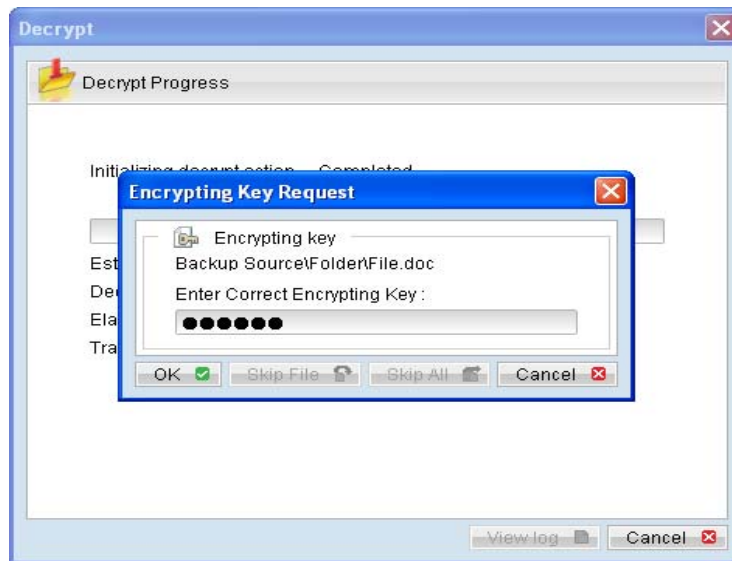 Decrypt
Decrypt Progress
Encrypting Key Request
Encrypting key
Backup Source\Folder\File.doc
Enter Correct Encrypting Key :
●●●●●●
OK Skip File Skip All Cancel
View log Cancel